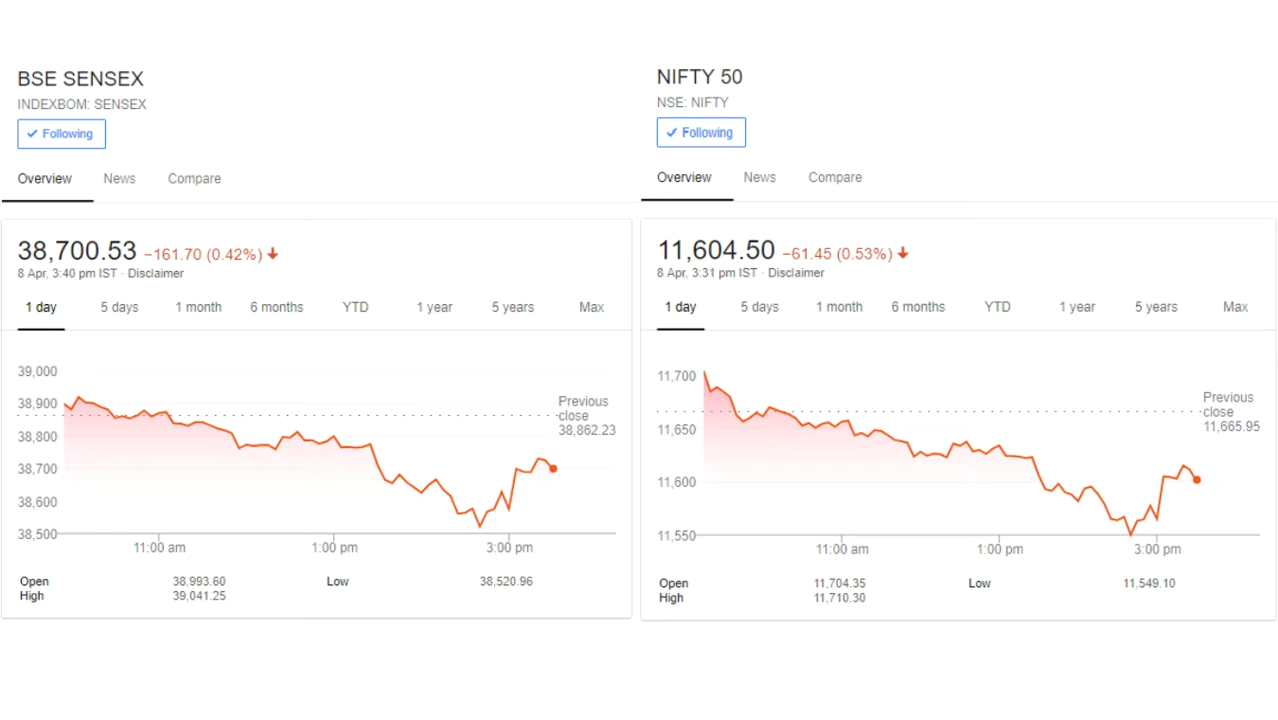 BSE SENSEX
INDEXBOM: SENSEX
Following
Overview News Compare
38,700.53 −161.70 (0.42%)
8 Apr, 3:40 pm IST · Disclaimer
1 day 5 days 1 month 6 months YTD 1 year 5 years Max
39,000
38,900
38,800
38,700
38,600
38,500
Previous
close
38,862.23
11:00 am 1:00 pm 3:00 pm
Open 38,993.60 Low 38,520.96
High 39,041.25
NIFTY 50
NSE: NIFTY
Following
Overview News Compare
11,604.50 −61.45 (0.53%)
8 Apr, 3:31 pm IST · Disclaimer
1 day 5 days 1 month 6 months YTD 1 year 5 years Max
11,700
11,650
11,600
11,550
Previous
close
11,665.95
11:00 am 1:00 pm 3:00 pm
Open 11,704.35 Low 11,549.10
High 11,710.30